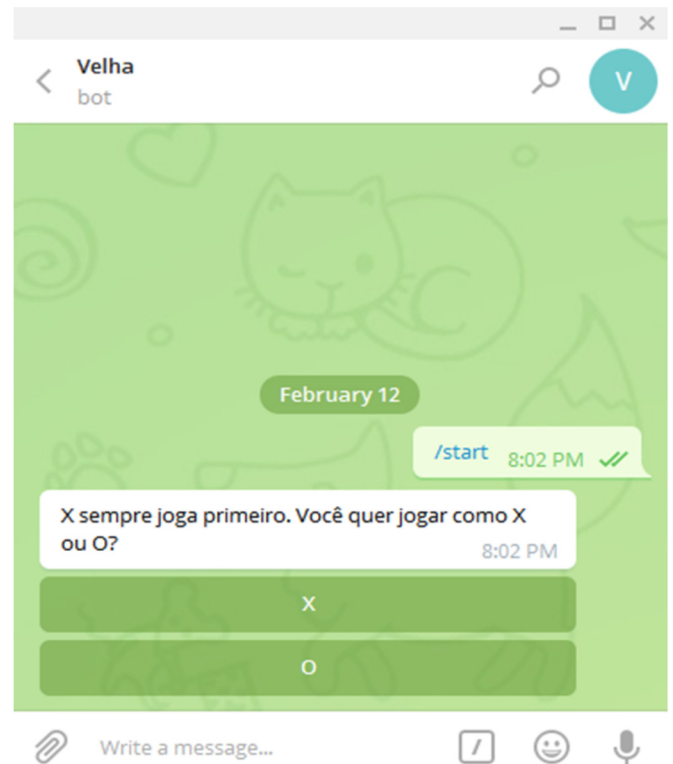 Velha
bot
V
February 12
/start 8:02 PM
X sempre joga primeiro. Você quer jogar como X
ou O?
8:02 PM
X
O
Write a message...